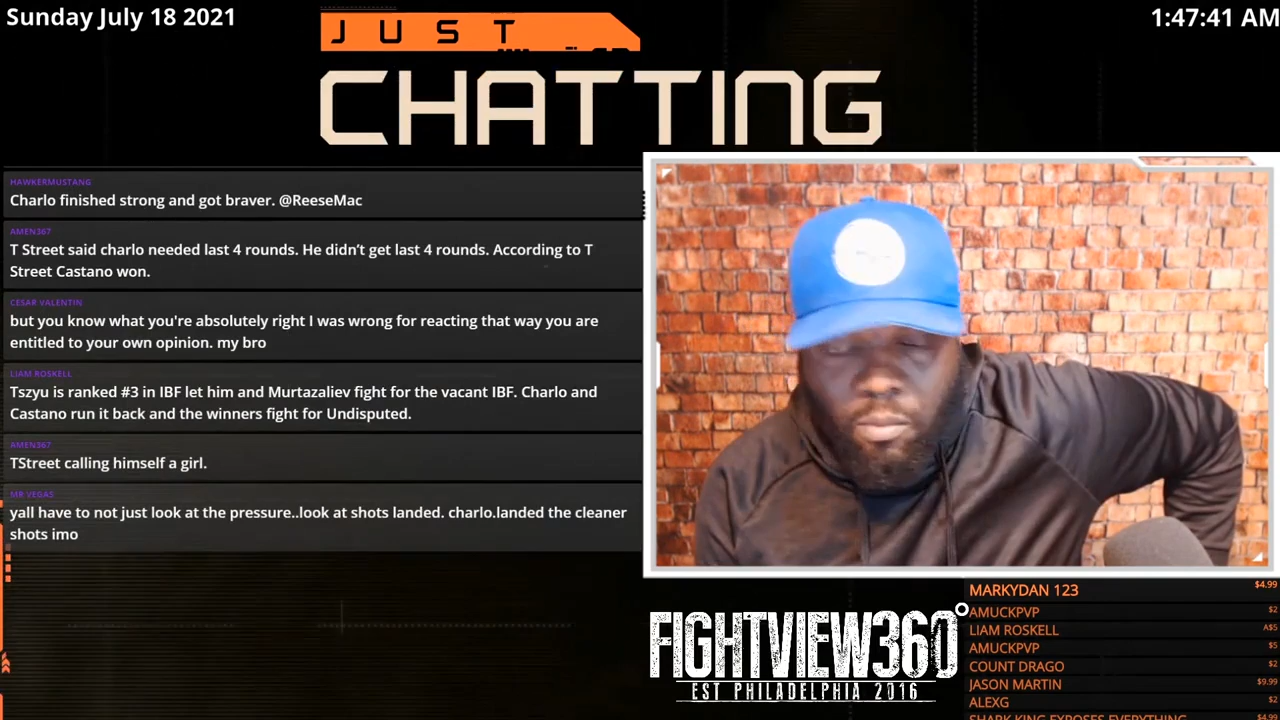 Sunday July 18 2021
1:47:41 AM
JUST
CHATTING
HAWKERMUSTANG
Charlo finished strong and got braver. @ReeseMac
AMEN367
T Street said charlo needed last 4 rounds. He didn’t get last 4 rounds. According to T
Street Castano won.
CESAR VALENTIN
but you know what you're absolutely right I was wrong for reacting that way you are
entitled to your own opinion. my bro
LIAM ROSKELL
Tszyu is ranked #3 in IBF let him and Murtazaliev fight for the vacant IBF. Charlo and
Castano run it back and the winners fight for Undisputed.
AMEN367
TStreet calling himself a girl.
MR VEGAS
yall have to not just look at the pressure..look at shots landed. charlo.landed the cleaner
shots imo
FIGHTVIEW360°
EST PHILADELPHIA 2016
MARKYDAN 123 $4.99
AMUCKPVP $2
LIAM ROSKELL A$5
AMUCKPVP $5
COUNT DRAGO $2
JASON MARTIN $9.99
ALEXG $2
SHARK KING EXPOSES EVERYTHING $4.99